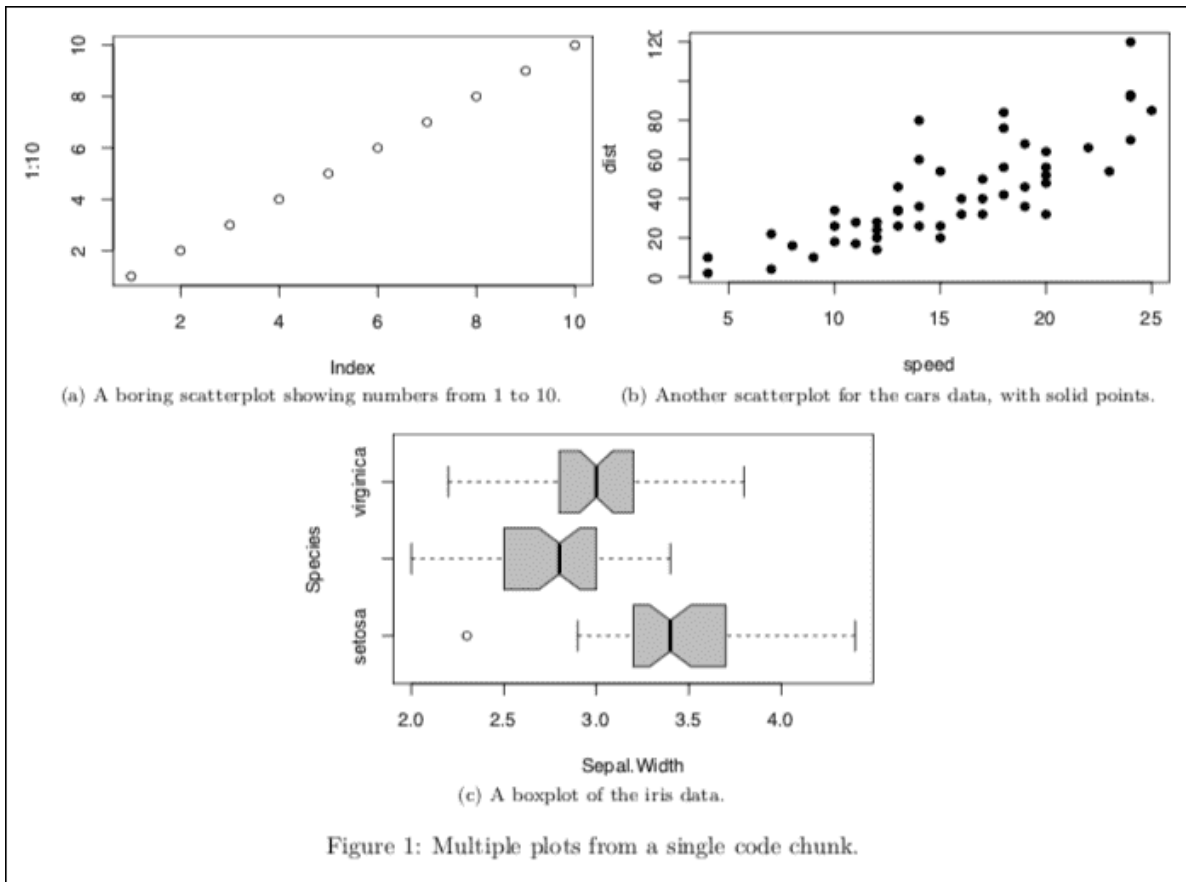 1:10
2
4
6
8
10
2
4
6
8
10
Index
(a) A boring scatterplot showing numbers from 1 to 10.
dist
0
20
40
60
80
120
5
10
15
20
25
speed
(b) Another scatterplot for the cars data, with solid points.
Species
virginica
setosa
2.0
2.5
3.0
3.5
4.0
Sepal.Width
(c) A boxplot of the iris data.
Figure 1: Multiple plots from a single code chunk.